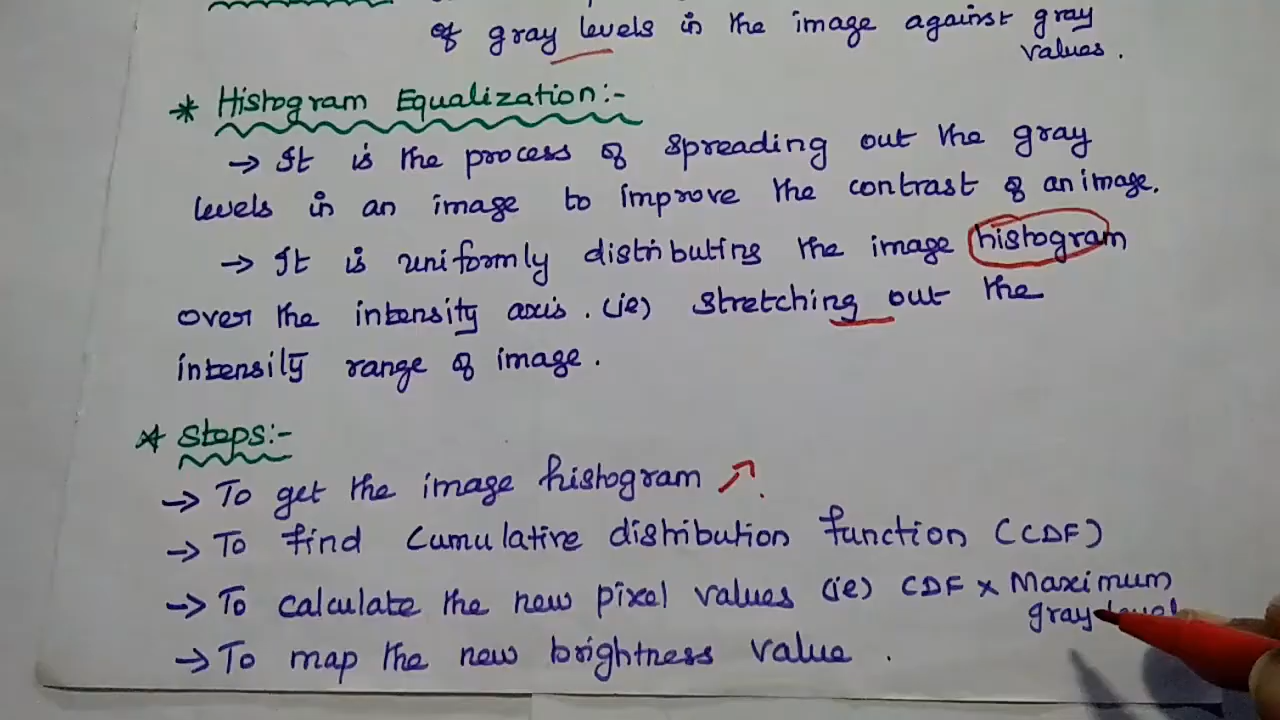 of gray levels in the image against gray
values.
* Histogram Equalization:-
→ It is the process of spreading out the gray
levels in an image to improve the contrast of an image.
→ It is uniformly distributing the image histogram
over the intensity axis. (ie) stretching out the
intensity range of image.
* Steps:-
→ To get the image histogram
→ To find cumulative distribution function (CDF)
→ To calculate the new pixel values (ie) CDF × Maximum
gray level
→ To map the new brightness value.